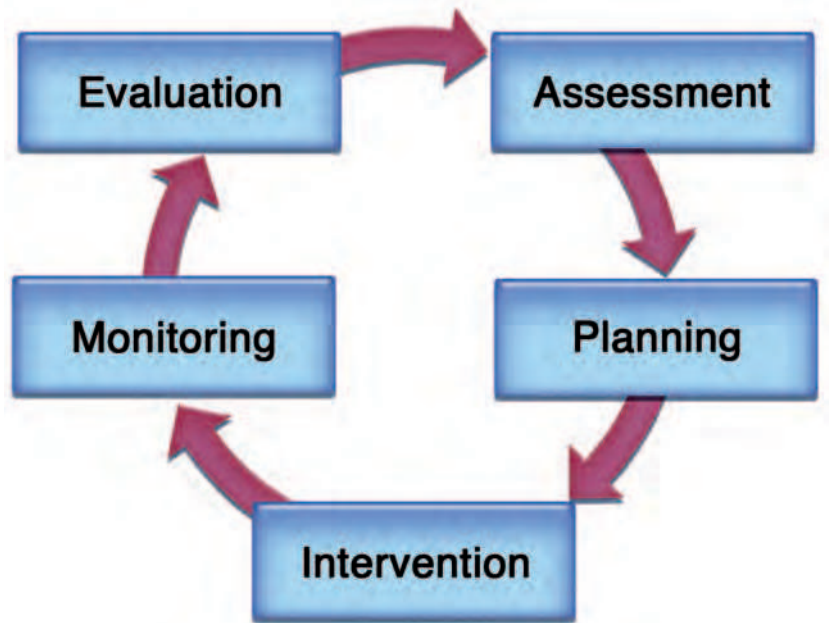 Evaluation
Assessment
Monitoring
Planning
Intervention